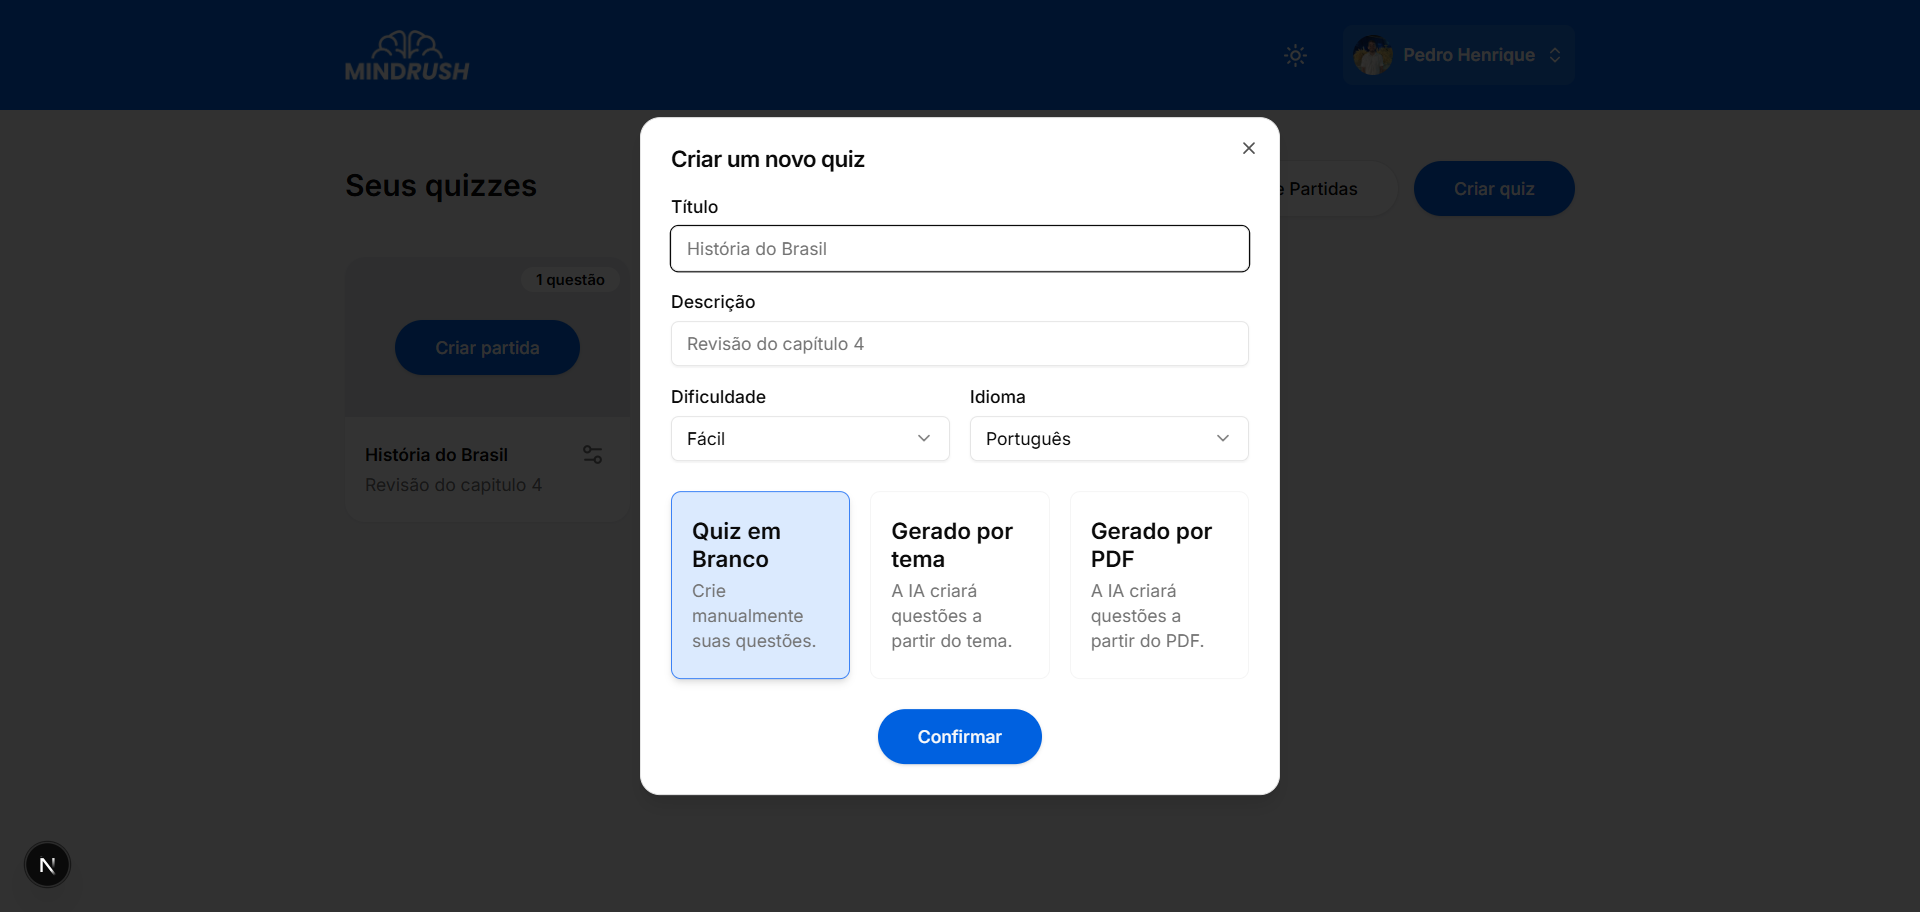 MINDRUSH
Pedro Henrique
Seus quizzes
e Partidas
Criar quiz
1 questão
Criar partida
História do Brasil
Revisão do capitulo 4
Criar um novo quiz
Título
História do Brasil
Descrição
Revisão do capítulo 4
Dificuldade
Idioma
Fácil
Português
Quiz em
Branco
Crie
manualmente
suas questões.
Gerado por
tema
A IA criará
questões a
partir do tema.
Gerado por
PDF
A IA criará
questões a
partir do PDF.
Confirmar
N